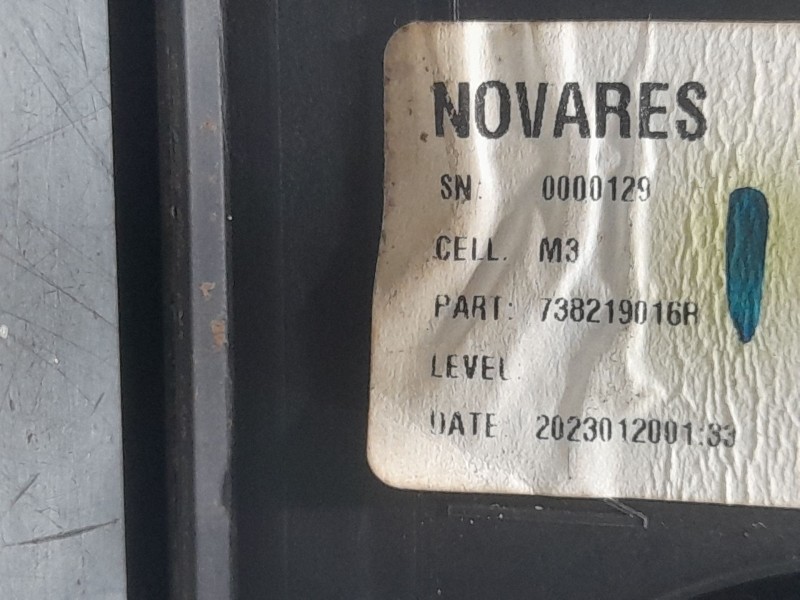 NOVARES
SN: 0000129
CELL: M3
PART: 738219016R
LEVEL:
DATE: 2023012001:33